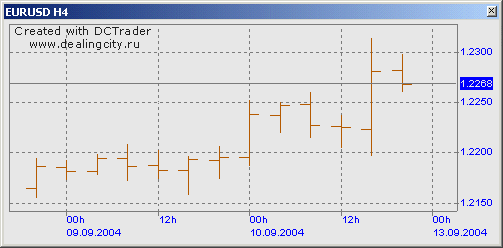 EURUSD H4
Created with DCTrader
www.dealingcity.ru
1.2300
1.2268
1.2250
1.2200
1.2150
00h 12h 00h 12h 00h
09.09.2004 10.09.2004 13.09.2004